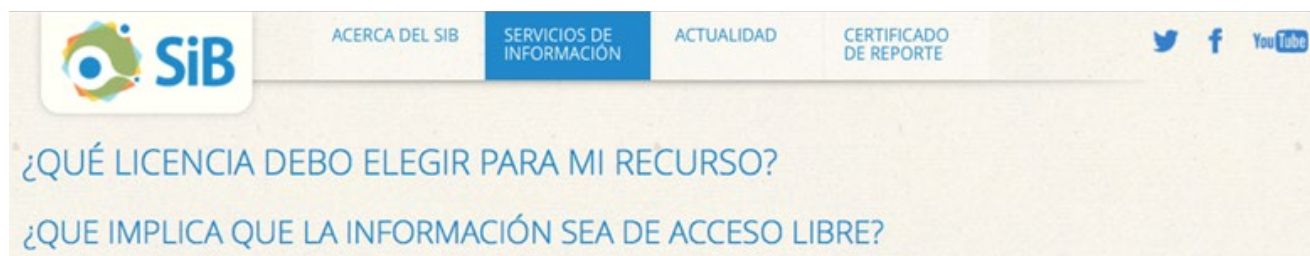 SiB
ACERCA DEL SIB
SERVICIOS DE
INFORMACIÓN
ACTUALIDAD
CERTIFICADO
DE REPORTE
f
YouTube
¿QUÉ LICENCIA DEBO ELEGIR PARA MI RECURSO?
¿QUE IMPLICA QUE LA INFORMACIÓN SEA DE ACCESO LIBRE?